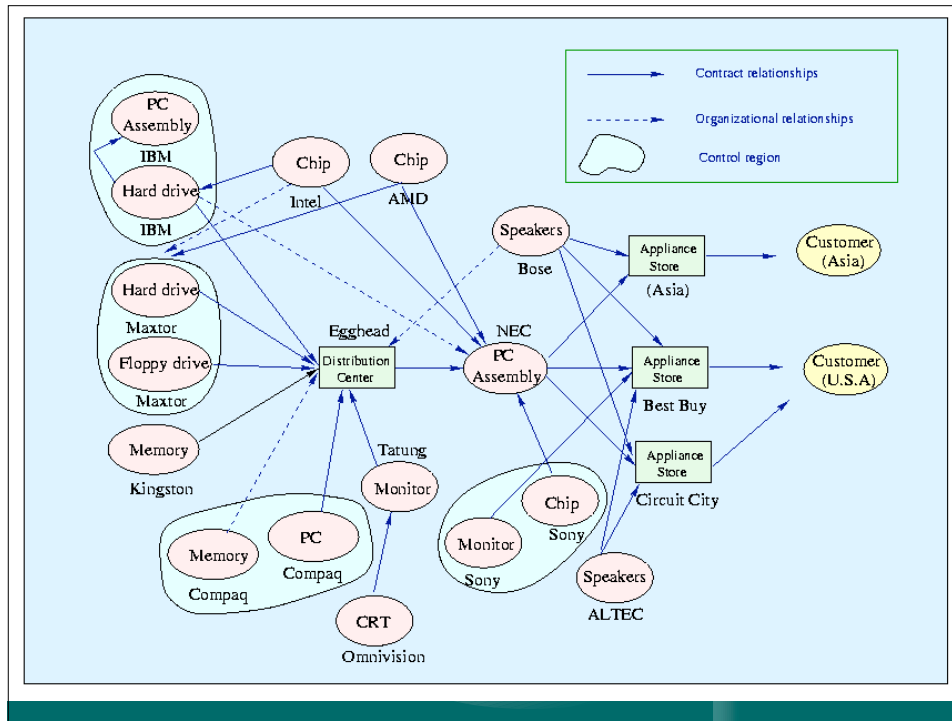 Contract relationships
Organizational relationships
Control region
PC
Assembly
IBM
Hard drive
IBM
Chip
Intel
Chip
AMD
Speakers
Bose
Appliance
Store
(Asia)
Customer
(Asia)
Hard drive
Maxtor
Floppy drive
Maxtor
Egghead
Distribution
Center
NEC
PC
Assembly
Appliance
Store
Best Buy
Customer
(U.S.A)
Memory
Kingston
Tatung
Monitor
Appliance
Store
Circuit City
Memory
Compaq
PC
Compaq
Chip
Sony
Monitor
Sony
Speakers
ALTEC
CRT
Omnivision